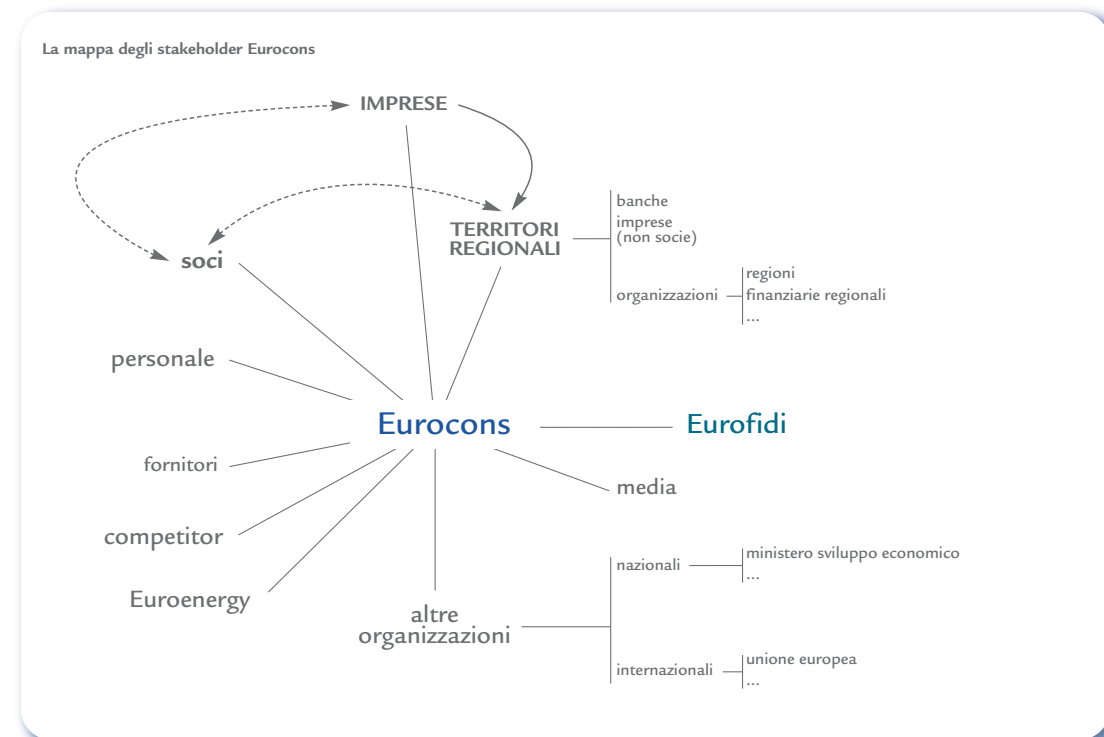 La mappa degli stakeholder Eurocons
IMPRESE
TERRITORI
REGIONALI
banche
imprese
(non socie)
organizzazioni
regioni
finanziarie regionali
...
soci
personale
Eurocons
Eurofidi
fornitori
media
competitor
Euroenergy
altre
organizzazioni
nazionali
ministero sviluppo economico
...
internazionali
unione europea
...